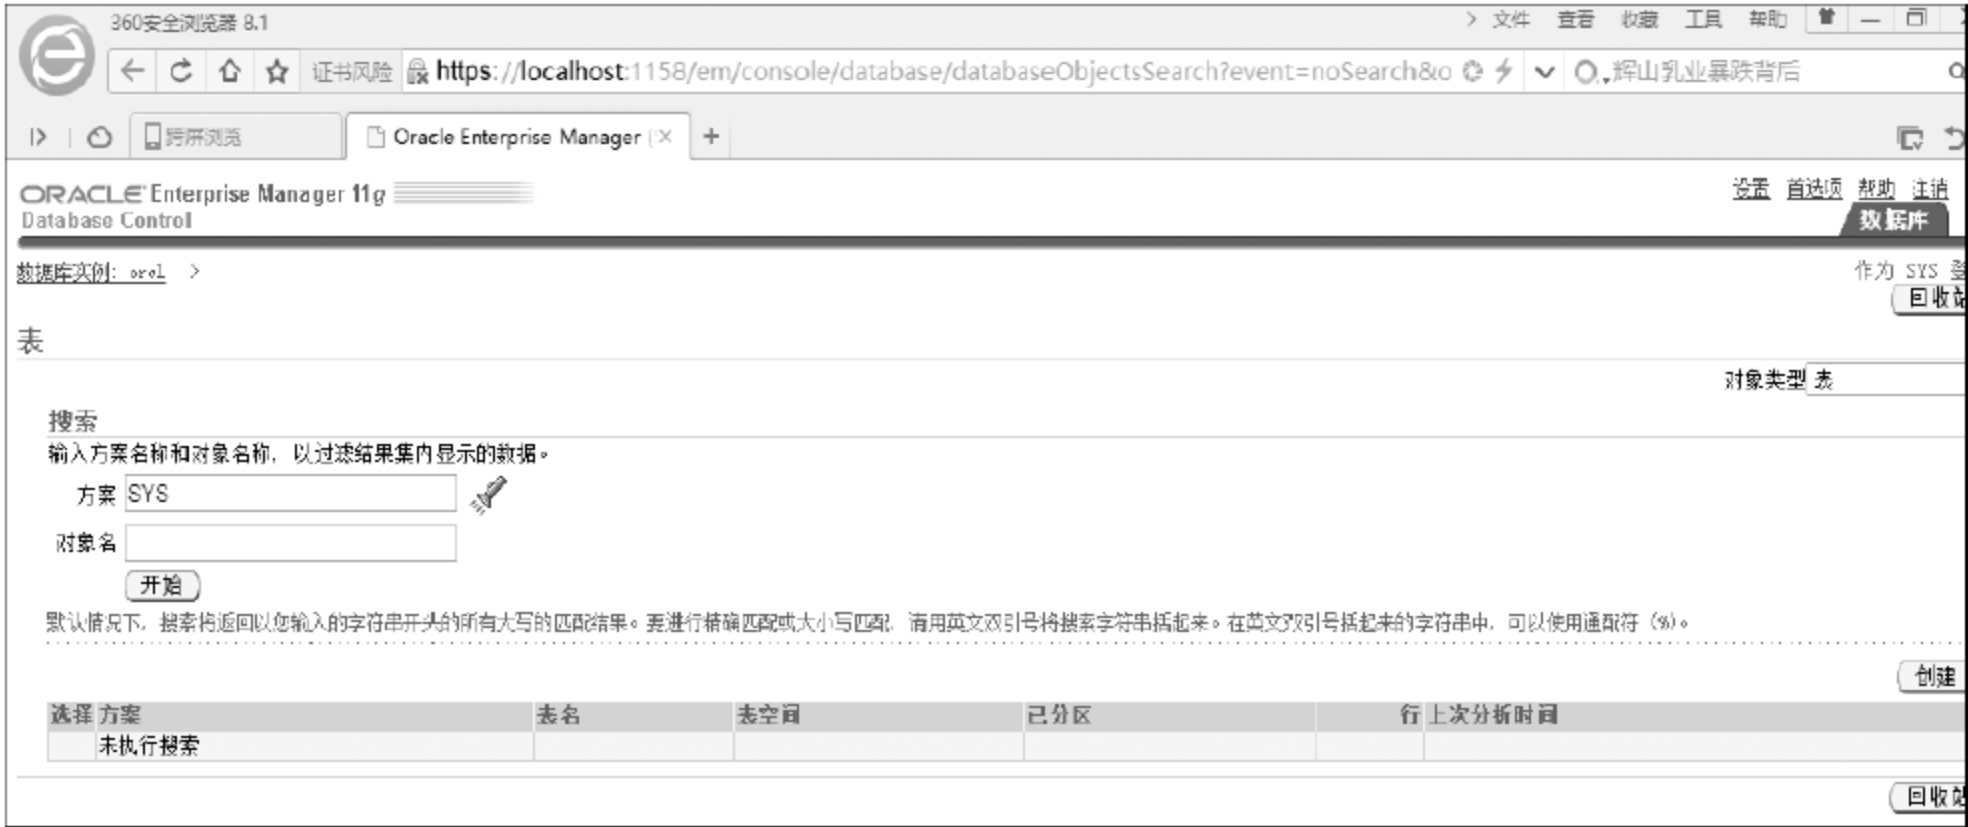 360安全浏览器 8.1
> 文件 查看 收藏 工具 帮助
证书风险 https://localhost:1158/em/console/database/databaseObjectsSearch?event=noSearch&o 辉山乳业暴跌背后
跨屏浏览 Oracle Enterprise Manager ( × +
ORACLE Enterprise Manager 11g
Database Control
设置 首选项 帮助 注销
数据库
数据库实例: orcl >
作为 SYS 登
回收站
表
对象类型 表
搜索
输入方案名称和对象名称, 以过滤结果集内显示的数据。
方案 SYS
对象名
开始
默认情况下, 搜索将返回以您输入的字符串开头的所有大写的匹配结果。要进行精确匹配或大小写匹配, 请用英文双引号将搜索字符串括起来。在英文双引号括起来的字符串中, 可以使用通配符 (%)。
创建
选择 方案 表名 表空间 已分区 行 上次分析时间
未执行搜索
回收站